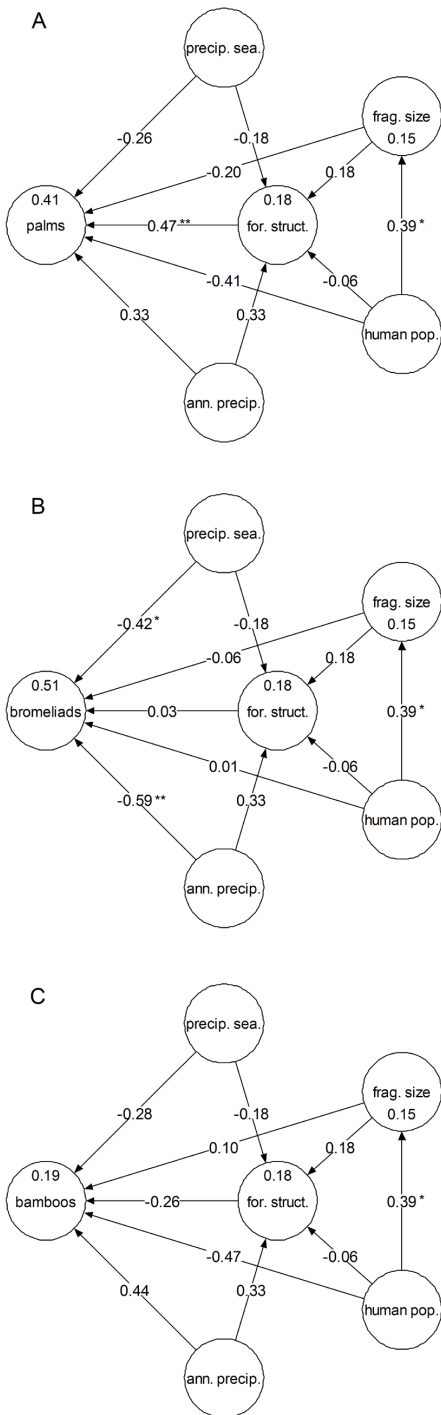 A
precip. sea.
frag. size
0.15
-0.26
-0.18
-0.20
0.18
0.41
palms
0.47 **
0.18
for. struct.
0.39 *
-0.41
-0.06
0.33
0.33
human pop.
ann. precip.
B
precip. sea.
frag. size
0.15
-0.42 *
-0.18
-0.06
0.18
0.51
bromeliads
0.03
0.18
for. struct.
0.39 *
0.01
-0.06
-0.59 **
0.33
human pop.
ann. precip.
C
precip. sea.
frag. size
0.15
-0.28
-0.18
0.10
0.18
0.19
bamboos
-0.26
0.18
for. struct.
0.39 *
-0.47
-0.06
0.44
0.33
human pop.
ann. precip.